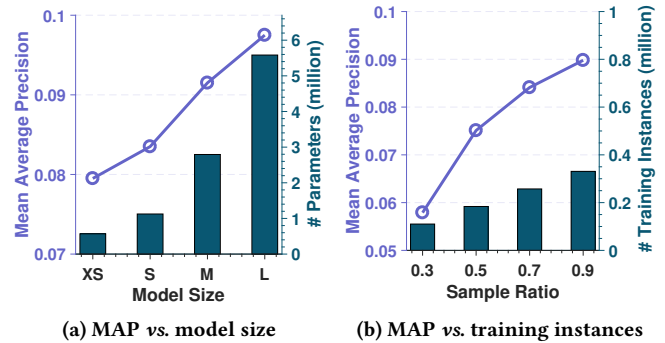 0.1
0.09
0.08
0.07
Mean Average Precision
6
5
4
3
2
1
0
# Parameters (million)
XS S M L
Model Size
(a) MAP vs. model size
0.1
0.09
0.08
0.07
0.06
0.05
Mean Average Precision
1
0.8
0.6
0.4
0.2
0
# Training Instances (million)
0.3 0.5 0.7 0.9
Sample Ratio
(b) MAP vs. training instances